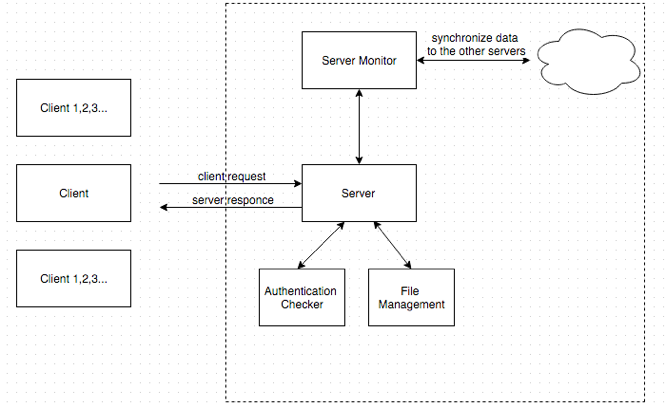 synchronize data
to the other servers
Server Monitor
Client 1,2,3...
Client
client request
server responce
Server
Client 1,2,3...
Authentication
Checker
File
Management